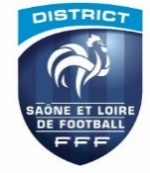 DISTRICT
SAÔNE ET LOIRE
DE FOOTBALL
FFF